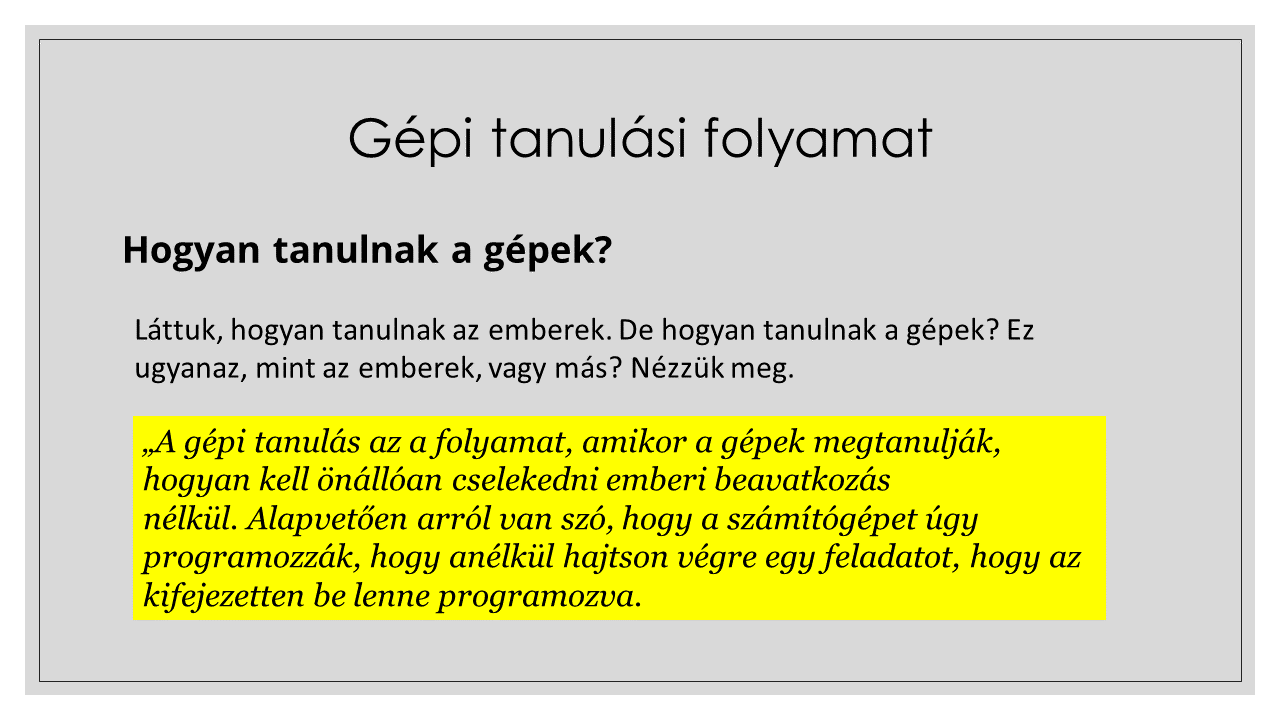 Gépi tanulási folyamat
Hogyan tanulnak a gépek?
Láttuk, hogyan tanulnak az emberek. De hogyan tanulnak a gépek? Ez
ugyanaz, mint az emberek, vagy más? Nézzük meg.
„A gépi tanulás az a folyamat, amikor a gépek megtanulják,
hogyan kell önállóan cselekedni emberi beavatkozás
nélkül. Alapvetően arról van szó, hogy a számítógépet úgy
programozzák, hogy anélkül hajtson végre egy feladatot, hogy az
kifejezetten be lenne programozva.